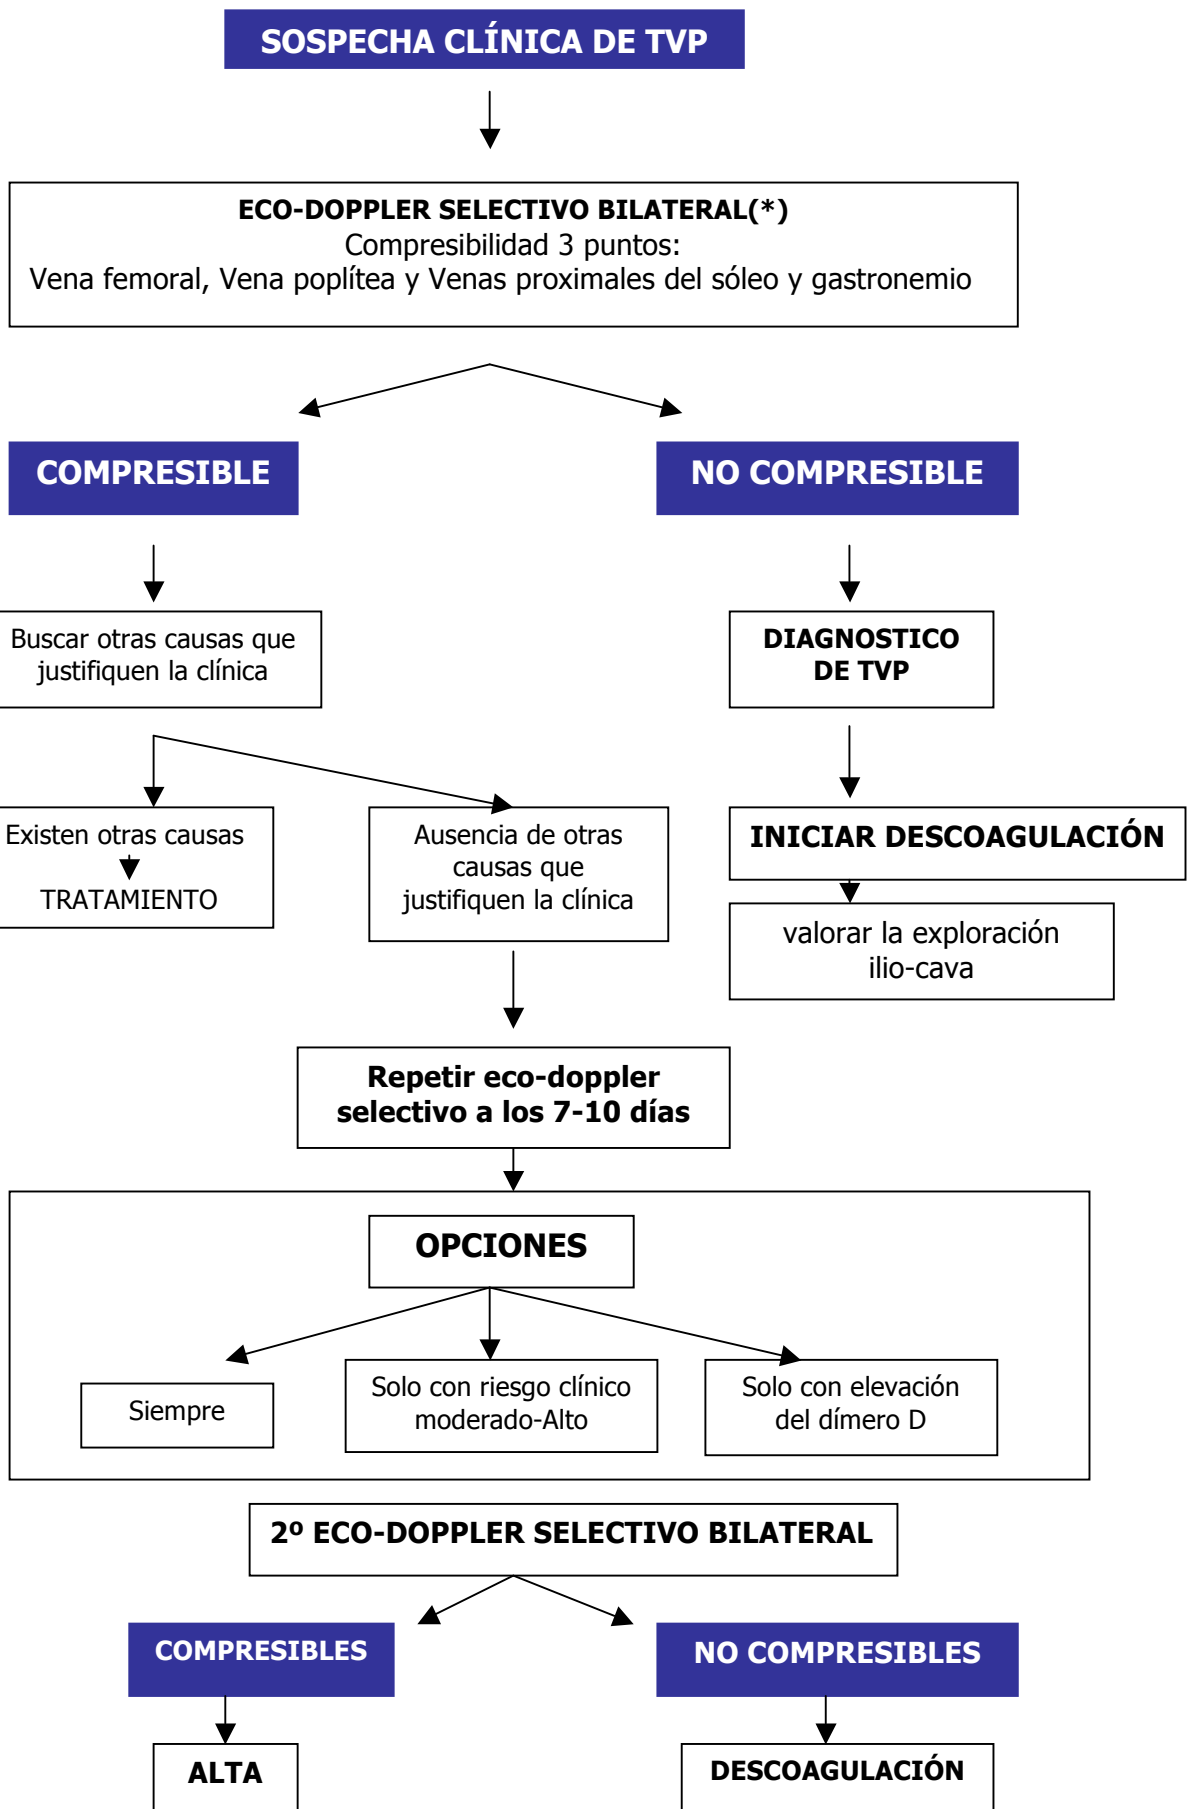 SOSPECHA CLÍNICA DE TVP
ECO-DOPPLER SELECTIVO BILATERAL(*)
Compresibilidad 3 puntos:
Vena femoral, Vena poplítea y Venas proximales del sóleo y gastronemio
COMPRESIBLE
NO COMPRESIBLE
Buscar otras causas que
justifiquen la clínica
DIAGNOSTICO
DE TVP
Existen otras causas
TRATAMIENTO
Ausencia de otras
causas que
justifiquen la clínica
INICIAR DESCOAGULACIÓN
valorar la exploración
ilio-cava
Repetir eco-doppler
selectivo a los 7-10 días
OPCIONES
Siempre
Solo con riesgo clínico
moderado-Alto
Solo con elevación
del dímero D
2º ECO-DOPPLER SELECTIVO BILATERAL
COMPRESIBLES
NO COMPRESIBLES
ALTA
DESCOAGULACIÓN